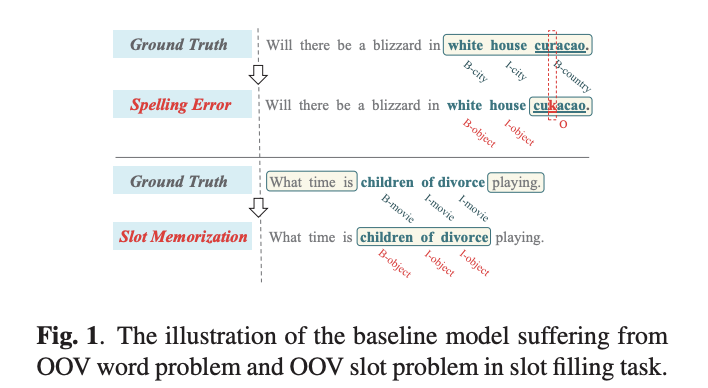 Ground Truth Will there be a blizzard in white house curacao.
B-city I-city B-country
Spelling Error Will there be a blizzard in white house cukacao.
B-object I-object O
Ground Truth What time is children of divorce playing.
B-movie I-movie I-movie
Slot Memorization What time is children of divorce playing.
B-object I-object I-object
Fig. 1. The illustration of the baseline model suffering from
OOV word problem and OOV slot problem in slot filling task.